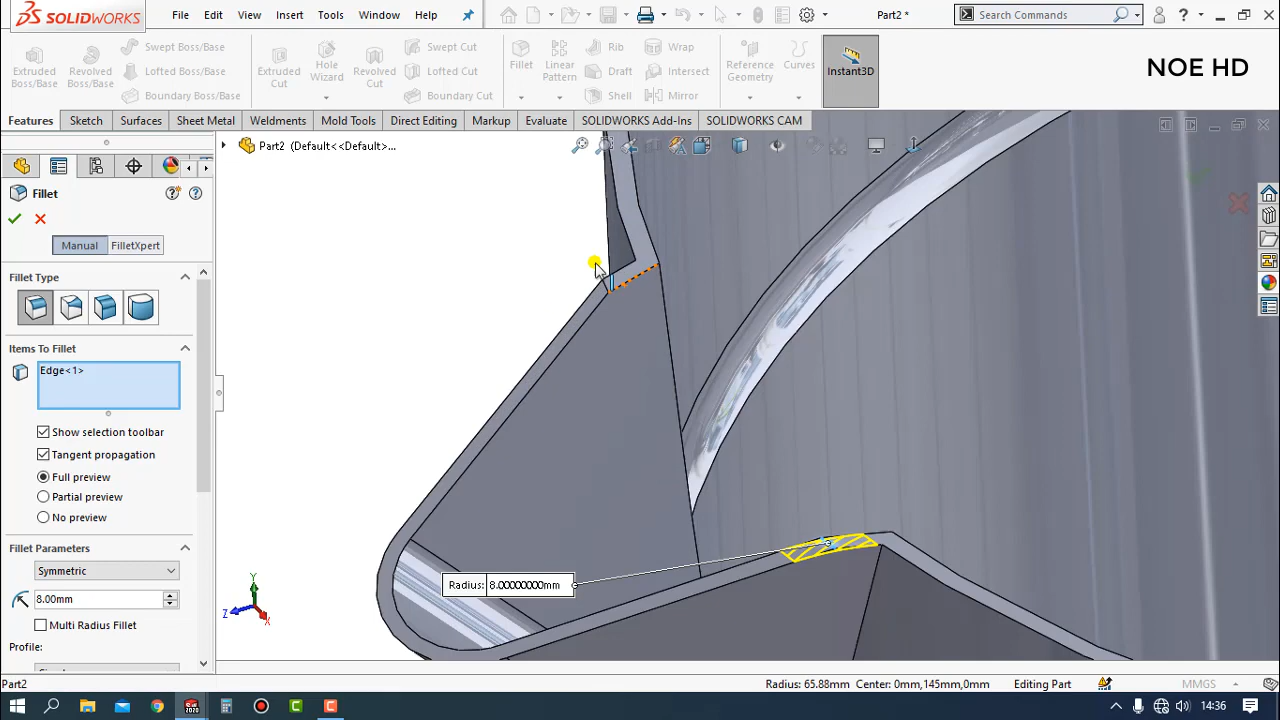 SOLIDWORKS File Edit View Insert Tools Window Help Part2 * Search Commands ?
Extruded Boss/Base Revolved Boss/Base Swept Boss/Base Lofted Boss/Base Boundary Boss/Base Extruded Cut Hole Wizard Revolved Cut Swept Cut Lofted Cut Boundary Cut Fillet Linear Pattern Rib Draft Shell Wrap Intersect Mirror Reference Geometry Curves Instant3D
NOE HD
Features Sketch Surfaces Sheet Metal Weldments Mold Tools Direct Editing Markup Evaluate SOLIDWORKS Add-Ins SOLIDWORKS CAM
Part2 (Default<<Default>...
Fillet
Manual FilletXpert
Fillet Type
Items To Fillet
Edge<1>
Show selection toolbar
Tangent propagation
Full preview
Partial preview
No preview
Fillet Parameters
Symmetric
8.00mm
Multi Radius Fillet
Profile:
Radius: 8.00000000mm
Y
Z
X
Part2 Radius: 65.88mm Center: 0mm,145mm,0mm Editing Part MMGS
14:36